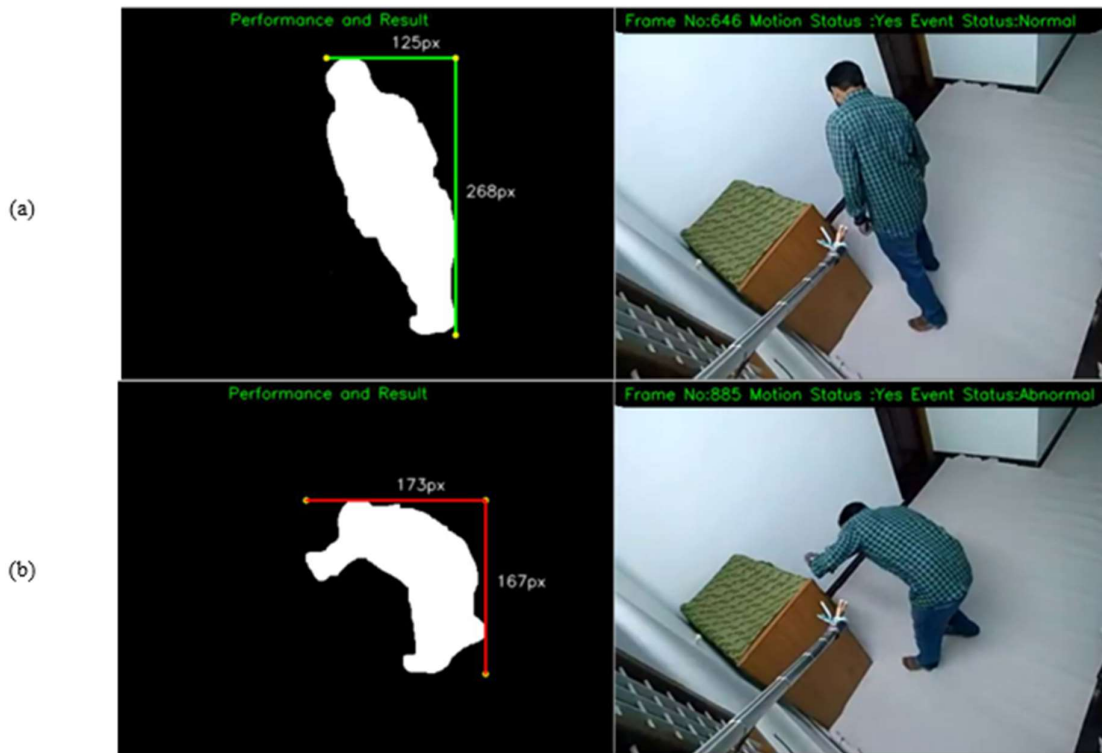 Performance and Result
Frame No:646 Motion Status :Yes Event Status:Normal
125px
268px
(a)
Performance and Result
Frame No:885 Motion Status :Yes Event Status:Abnormal
173px
167px
(b)